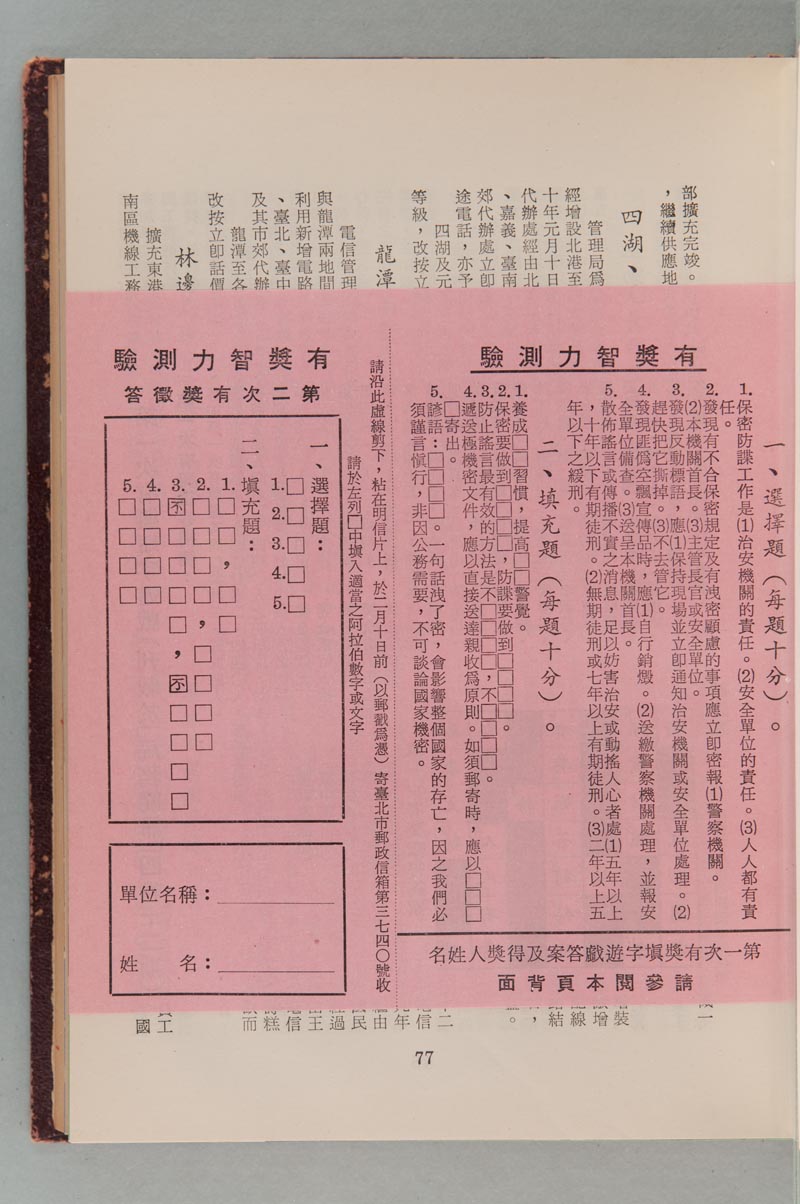 部擴充完竣。
，繼續供應地
四湖、
管理局爲
經增設北港至
十年元月十日
代辦處經由北
、嘉義、臺南
郊代辦處立卽
途電話，亦予
四湖及元
等級，改按立
龍潭
電信管理
與龍潭兩地間
利用新增電路
、臺北、臺中
及其市郊代辦
龍潭至各
改按立卽話價
林邊
擴充東港
南區機線工務
有獎智力測驗
一、選擇題（每題十分）。
1.保密防諜工作是⑴治安機關的責任。⑵安全單位的責任。⑶人人都有責
任。
2.發現有不合保密規定及有洩密顧慮的事項應立卽密報⑴警察機關。
⑵本機關首長。⑶主管長官或安全單位。
3.發現反動標語，應⑴保持現場並立卽通知治安機關或安全單位處理。⑵
趕快把它撕掉。⑶不去管它。
4.發現匪僞空飄宣傳品時，應⑴自行銷燬。⑵送繳警察機關處理，並報安
全單位備查。⑶送呈本機關首長。
5.散佈謠言或傳播不實之消息，足以妨害治安或動搖人心者處⑴五年以上
，十年以下有期徒刑。⑵無期徒刑或七年以上有期徒刑。⑶二年以上五
年以下之緩刑。
二、填充題（每題十分）。
1.養成□□習慣，提高□□警覺。
2.保密要做到□□□□，防諜要做到□□□□。
3.防止謠言最有效的方法是不□□□□，不□□□□。
4.遞送極機密文件，應以直接送達親收爲原則。如須郵寄時，應以□□□
□寄出。
5.諺語：□□□□。一句話洩了密，會影響整個國家的存亡，因之我們必
須謹言愼行，非因公務需要，不可談論國家機密。
第一次有獎填字遊戲答案及得獎人姓名
請參閱本頁背面
請沿此虛線剪下，粘在明信片上，於二月十日前（以郵戳爲憑）寄臺北市郵政信箱第三七四〇號收
請於左列□中填入適當之阿拉伯數字或文字
有獎智力測驗
第二次有獎徵答
一、選擇題：
1.□
2.□
3.□
4.□
5.□
二、填充題：
1.□□，□□
2.□□□□，□□□□
3.不□□□□，不□□□□
4.□□□□
5.□□□□
單位名稱：
姓　　名：
77